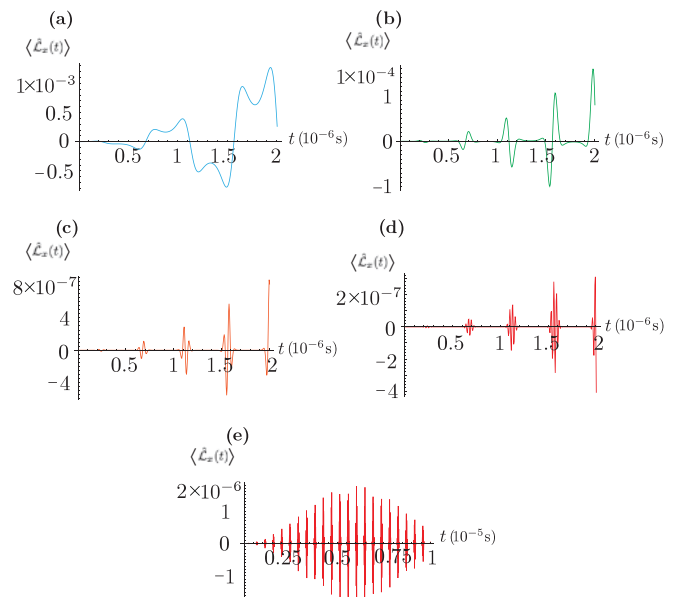 (a)
⟨ℒ̂ₓ(t)⟩
1×10⁻³
0.5
0
−0.5
0.5 1 1.5 2
t (10⁻⁶s)
(b)
⟨ℒ̂ₓ(t)⟩
1×10⁻⁴
1
0
−1
0.5 1 1.5 2
t (10⁻⁶s)
(c)
⟨ℒ̂ₓ(t)⟩
8×10⁻⁷
4
0
−4
0.5 1 1.5 2
t (10⁻⁶s)
(d)
⟨ℒ̂ₓ(t)⟩
2×10⁻⁷
0
−2
−4
0.5 1 1.5 2
t (10⁻⁶s)
(e)
⟨ℒ̂ₓ(t)⟩
2×10⁻⁶
1
0
−1
0.25 0.5 0.75 1
t (10⁻⁵s)